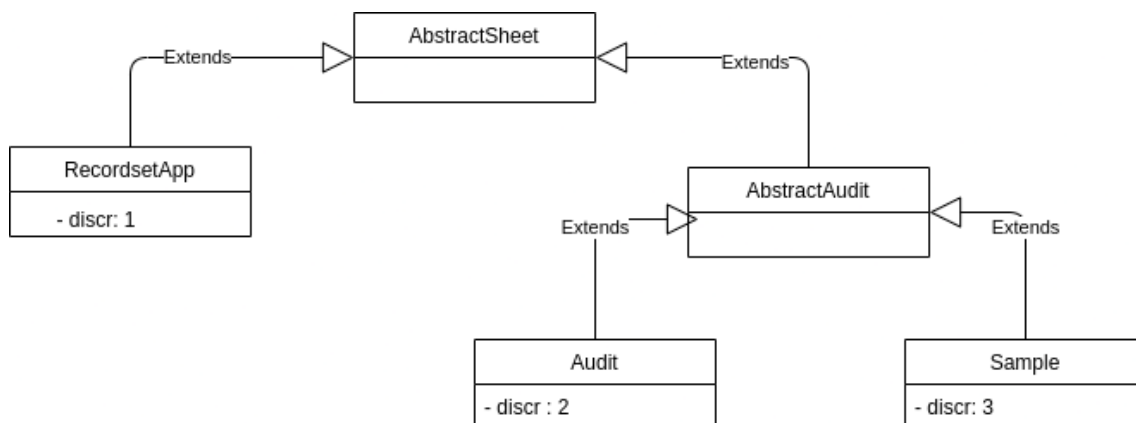 AbstractSheet
Extends
Extends
RecordsetApp
- discr: 1
AbstractAudit
Extends
Extends
Audit
- discr : 2
Sample
- discr: 3